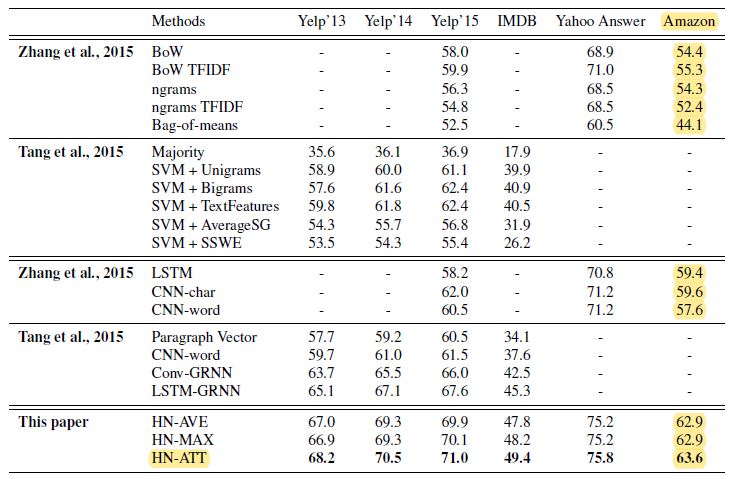 Methods Yelp'13 Yelp'14 Yelp'15 IMDB Yahoo Answer Amazon
Zhang et al., 2015 BoW - - 58.0 - 68.9 54.4
BoW TFIDF - - 59.9 - 71.0 55.3
ngrams - - 56.3 - 68.5 54.3
ngrams TFIDF - - 54.8 - 68.5 52.4
Bag-of-means - - 52.5 - 60.5 44.1
Tang et al., 2015 Majority 35.6 36.1 36.9 17.9 - -
SVM + Unigrams 58.9 60.0 61.1 39.9 - -
SVM + Bigrams 57.6 61.6 62.4 40.9 - -
SVM + TextFeatures 59.8 61.8 62.4 40.5 - -
SVM + AverageSG 54.3 55.7 56.8 31.9 - -
SVM + SSWE 53.5 54.3 55.4 26.2 - -
Zhang et al., 2015 LSTM - - 58.2 - 70.8 59.4
CNN-char - - 62.0 - 71.2 59.6
CNN-word - - 60.5 - 71.2 57.6
Tang et al., 2015 Paragraph Vector 57.7 59.2 60.5 34.1 - -
CNN-word 59.7 61.0 61.5 37.6 - -
Conv-GRNN 63.7 65.5 66.0 42.5 - -
LSTM-GRNN 65.1 67.1 67.6 45.3 - -
This paper HN-AVE 67.0 69.3 69.9 47.8 75.2 62.9
HN-MAX 66.9 69.3 70.1 48.2 75.2 62.9
HN-ATT 68.2 70.5 71.0 49.4 75.8 63.6